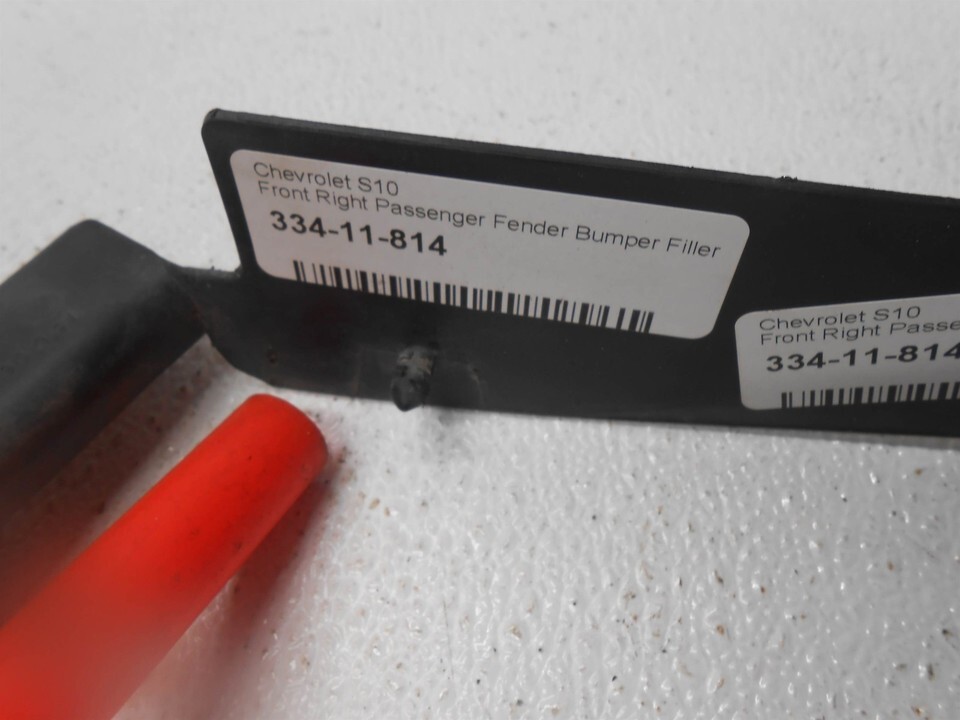 Chevrolet S10
Front Right Passenger Fender Bumper Filler
334-11-814
Chevrolet S10
Front Right Passe
334-11-814